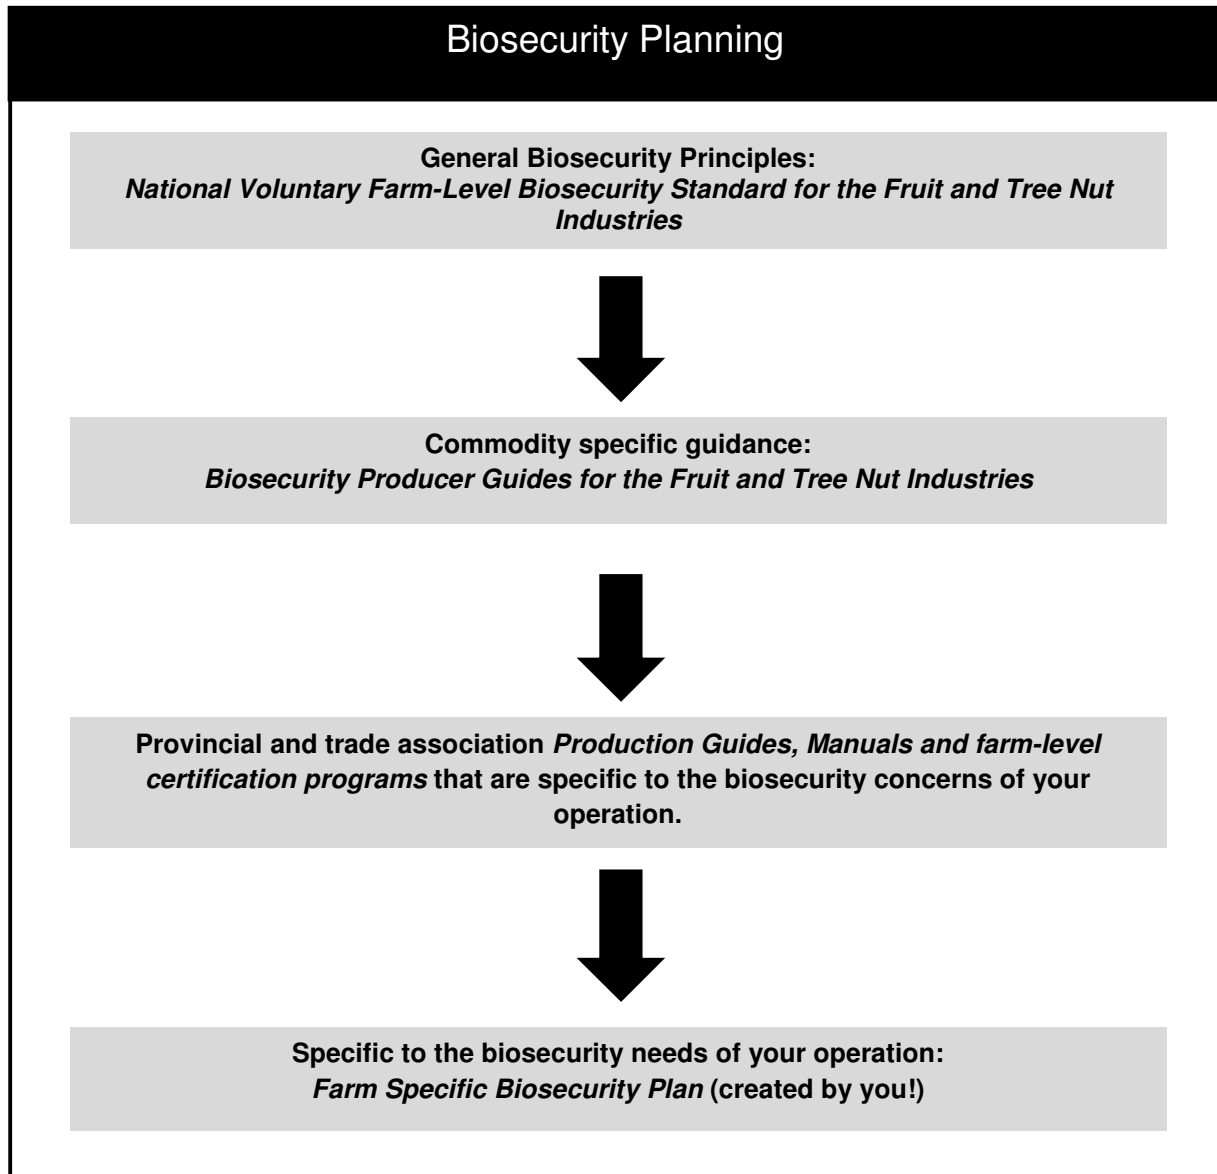 Biosecurity Planning
General Biosecurity Principles:
National Voluntary Farm-Level Biosecurity Standard for the Fruit and Tree Nut
Industries
Commodity specific guidance:
Biosecurity Producer Guides for the Fruit and Tree Nut Industries
Provincial and trade association Production Guides, Manuals and farm-level
certification programs that are specific to the biosecurity concerns of your
operation.
Specific to the biosecurity needs of your operation:
Farm Specific Biosecurity Plan (created by you!)